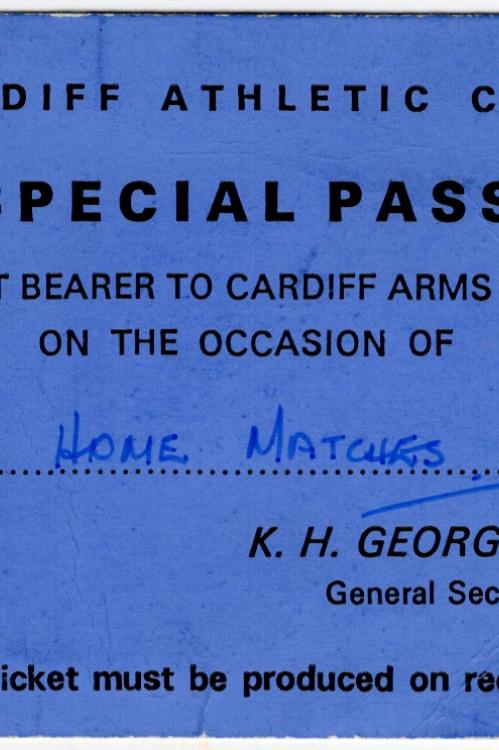 DIFF ATHLETIC C
SPECIAL PASS
T BEARER TO CARDIFF ARMS
ON THE OCCASION OF
HOME MATCHES
K. H. GEORG
General Sec
icket must be produced on re